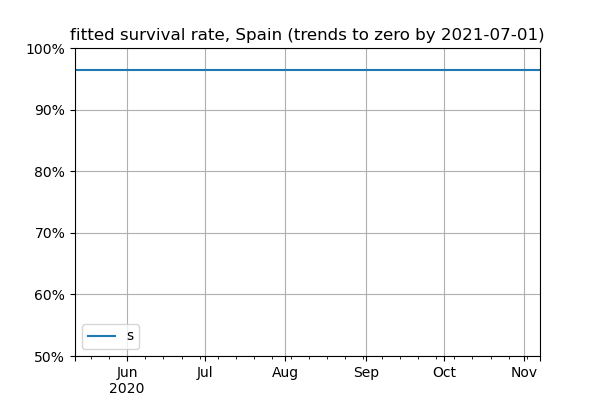 fitted survival rate, Spain (trends to zero by 2021-07-01)
100%
90%
80%
70%
60%
50%
s
Jun Jul Aug Sep Oct Nov
2020